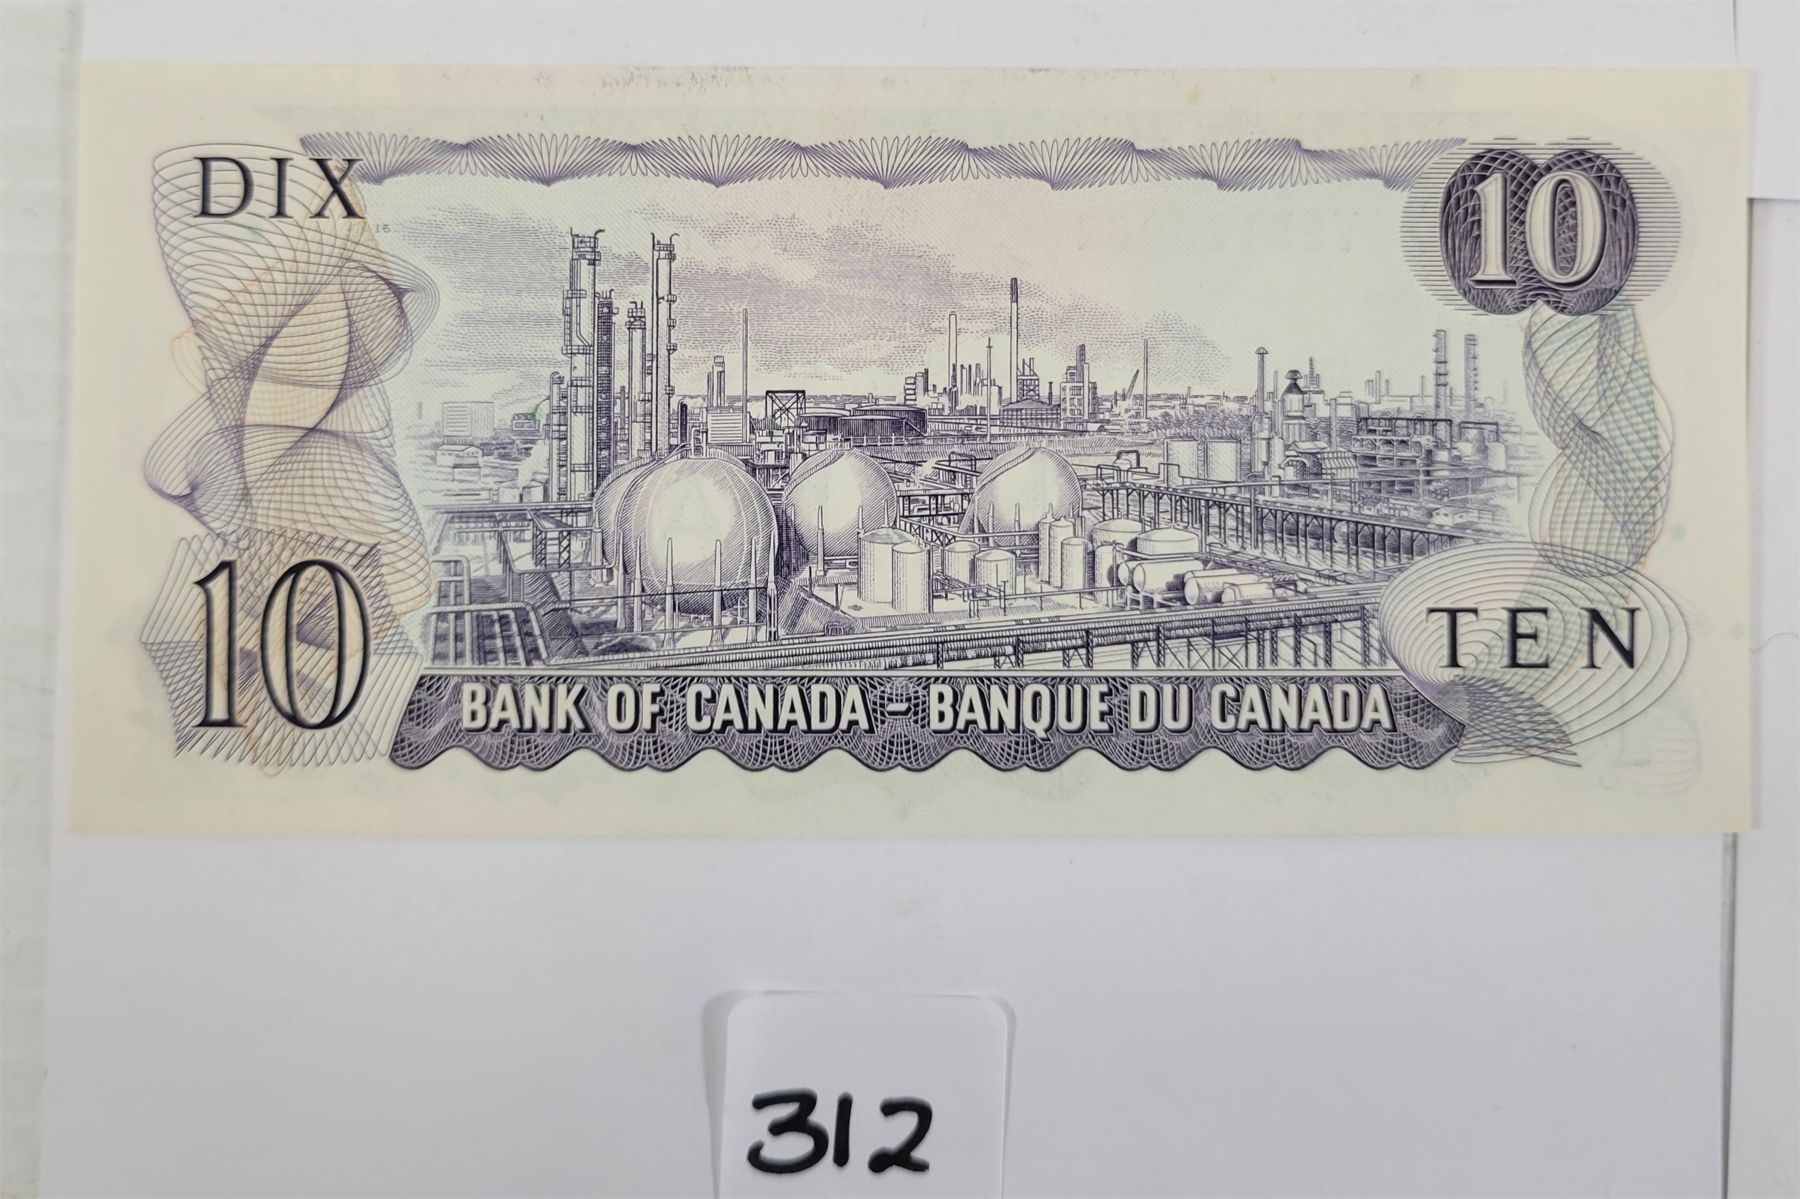 DIX
10
10
TEN
BANK OF CANADA - BANQUE DU CANADA
312